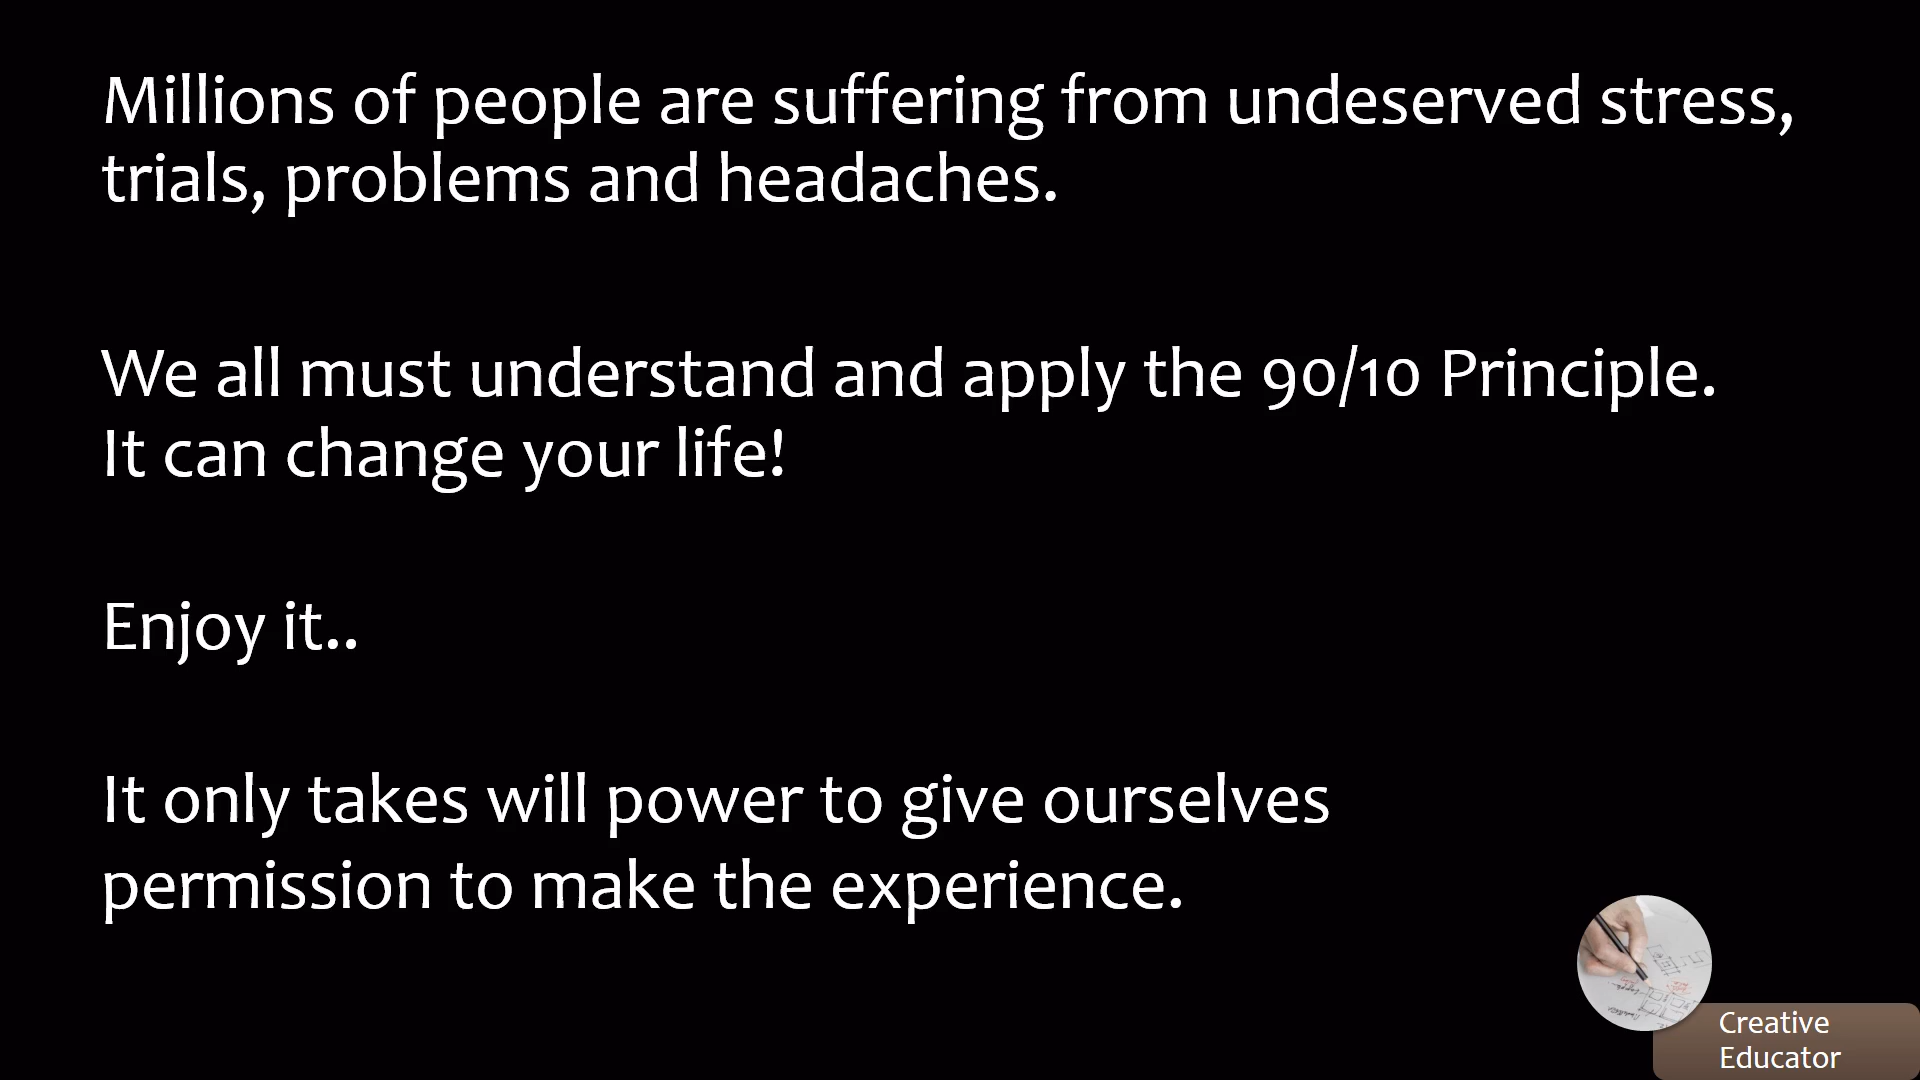 Millions of people are suffering from undeserved stress,
trials, problems and headaches.
We all must understand and apply the 90/10 Principle.
It can change your life!
Enjoy it..
It only takes will power to give ourselves
permission to make the experience.
Creative
Educator